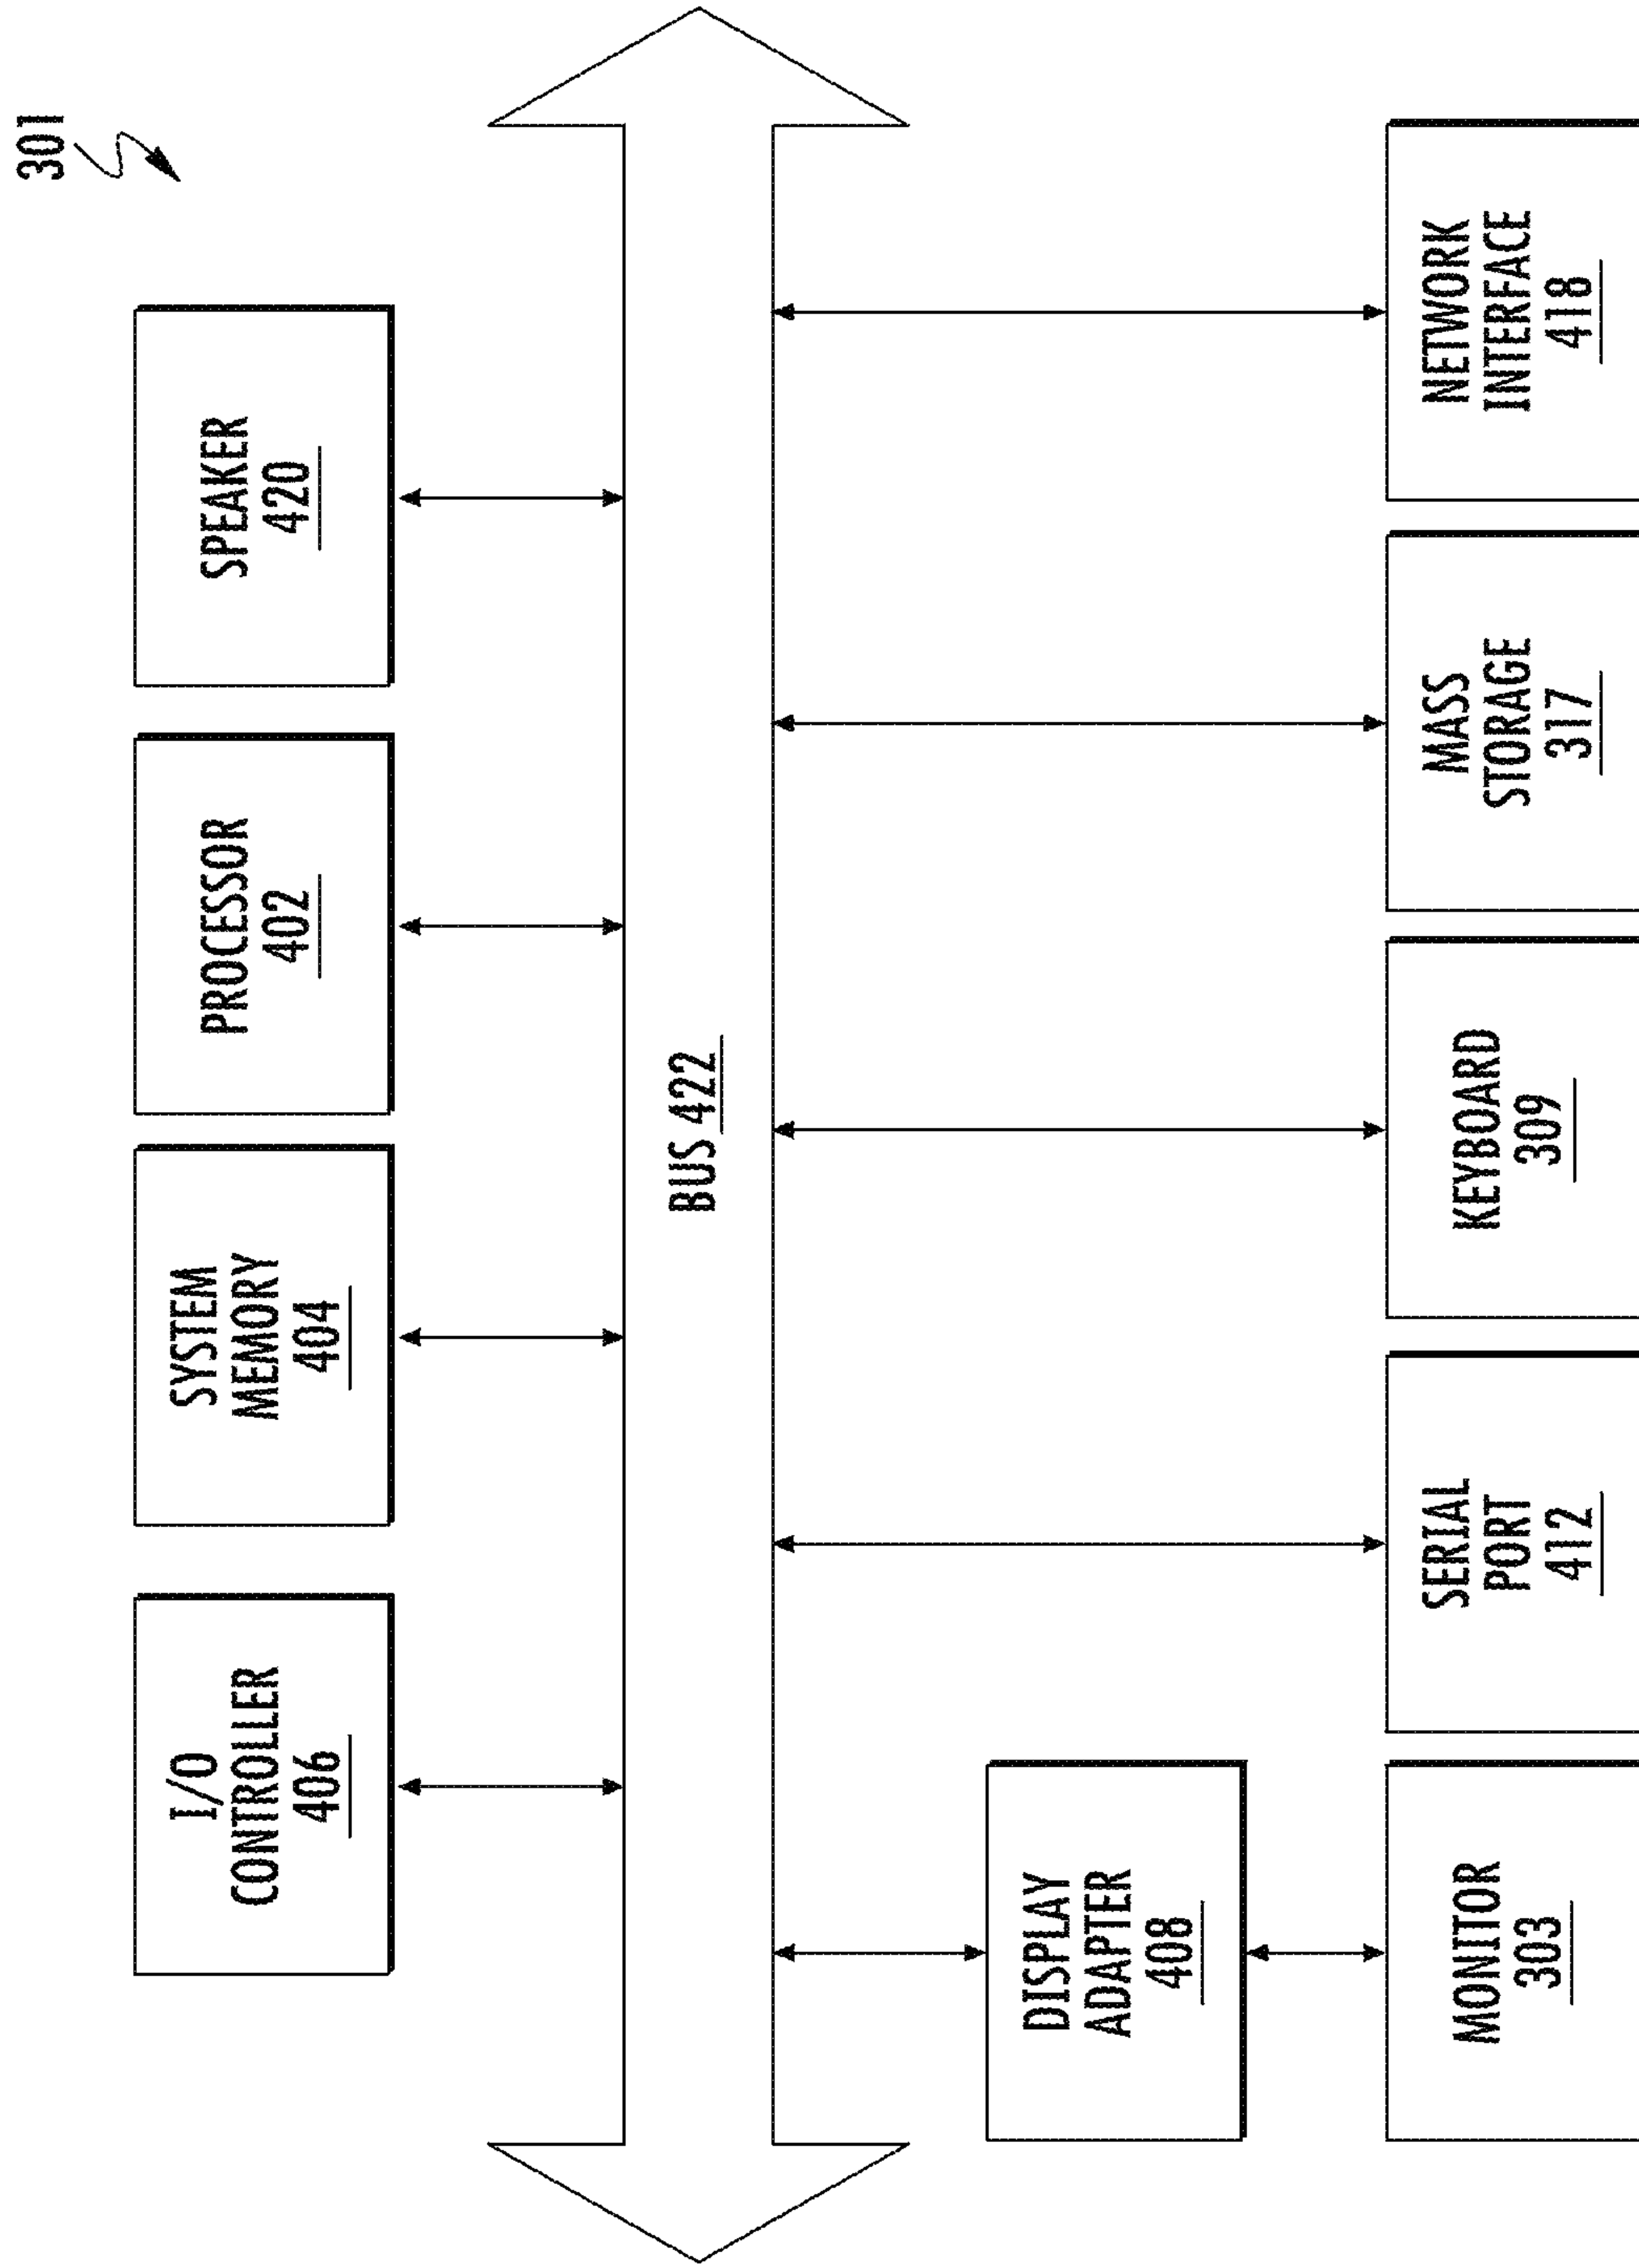 301
I/O
CONTROLLER
406
SYSTEM
MEMORY
404
PROCESSOR
402
SPEAKER
420
BUS 422
DISPLAY
ADAPTER
408
MONITOR
303
SERIAL
PORT
412
KEYBOARD
309
MASS
STORAGE
317
NETWORK
INTERFACE
418